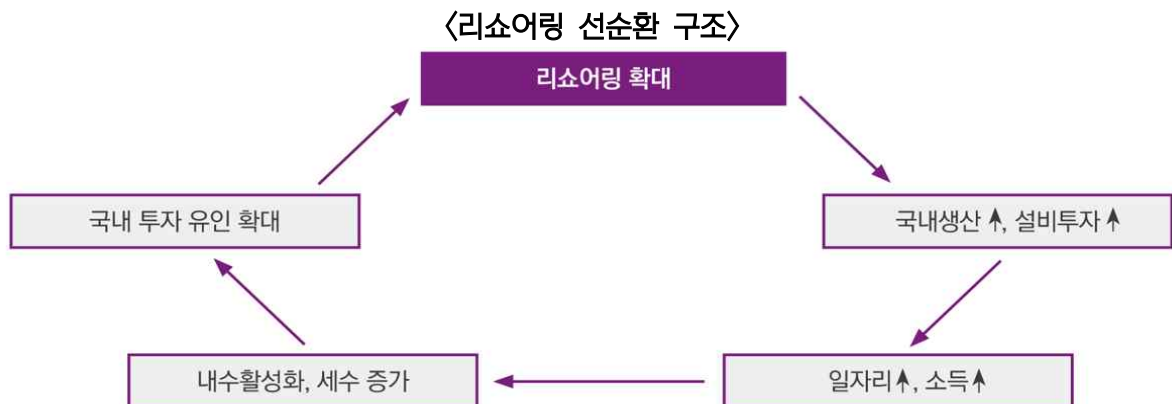 〈리쇼어링 선순환 구조〉
리쇼어링 확대
국내 투자 유인 확대
국내생산↑, 설비투자↑
내수활성화, 세수 증가
일자리↑, 소득↑